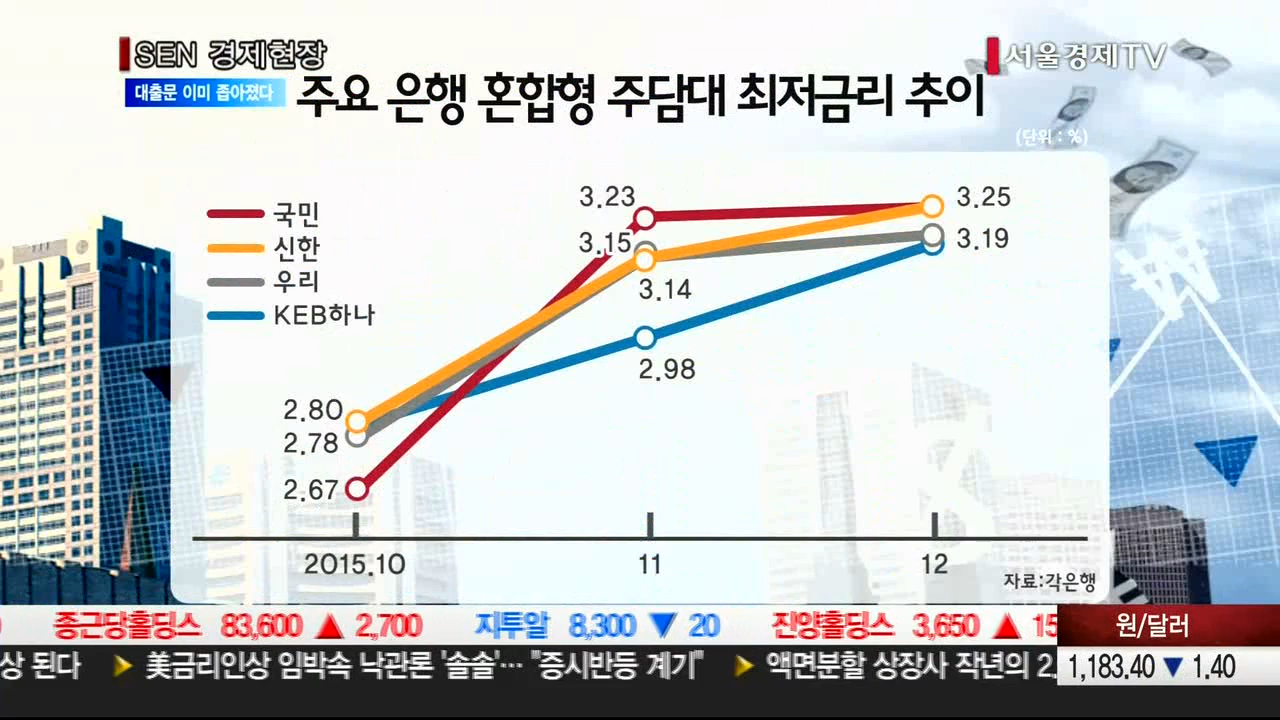 SEN 경제현장
서울경제TV
대출문 이미 좁아졌다
주요 은행 혼합형 주담대 최저금리 추이
(단위 : %)
국민
신한
우리
KEB하나
3.23
3.15
3.14
2.98
3.25
3.19
2.80
2.78
2.67
2015.10 11 12
자료:각은행
종근당홀딩스 83,600 ▲ 2,700 지투알 8,300 ▼ 20 진양홀딩스 3,650 ▲ 15
원/달러
상 된다 ▶ 美금리인상 임박속 낙관론 '솔솔'… "증시반등 계기" ▶ 액면분할 상장사 작년의 2.
1,183.40 ▼ 1.40